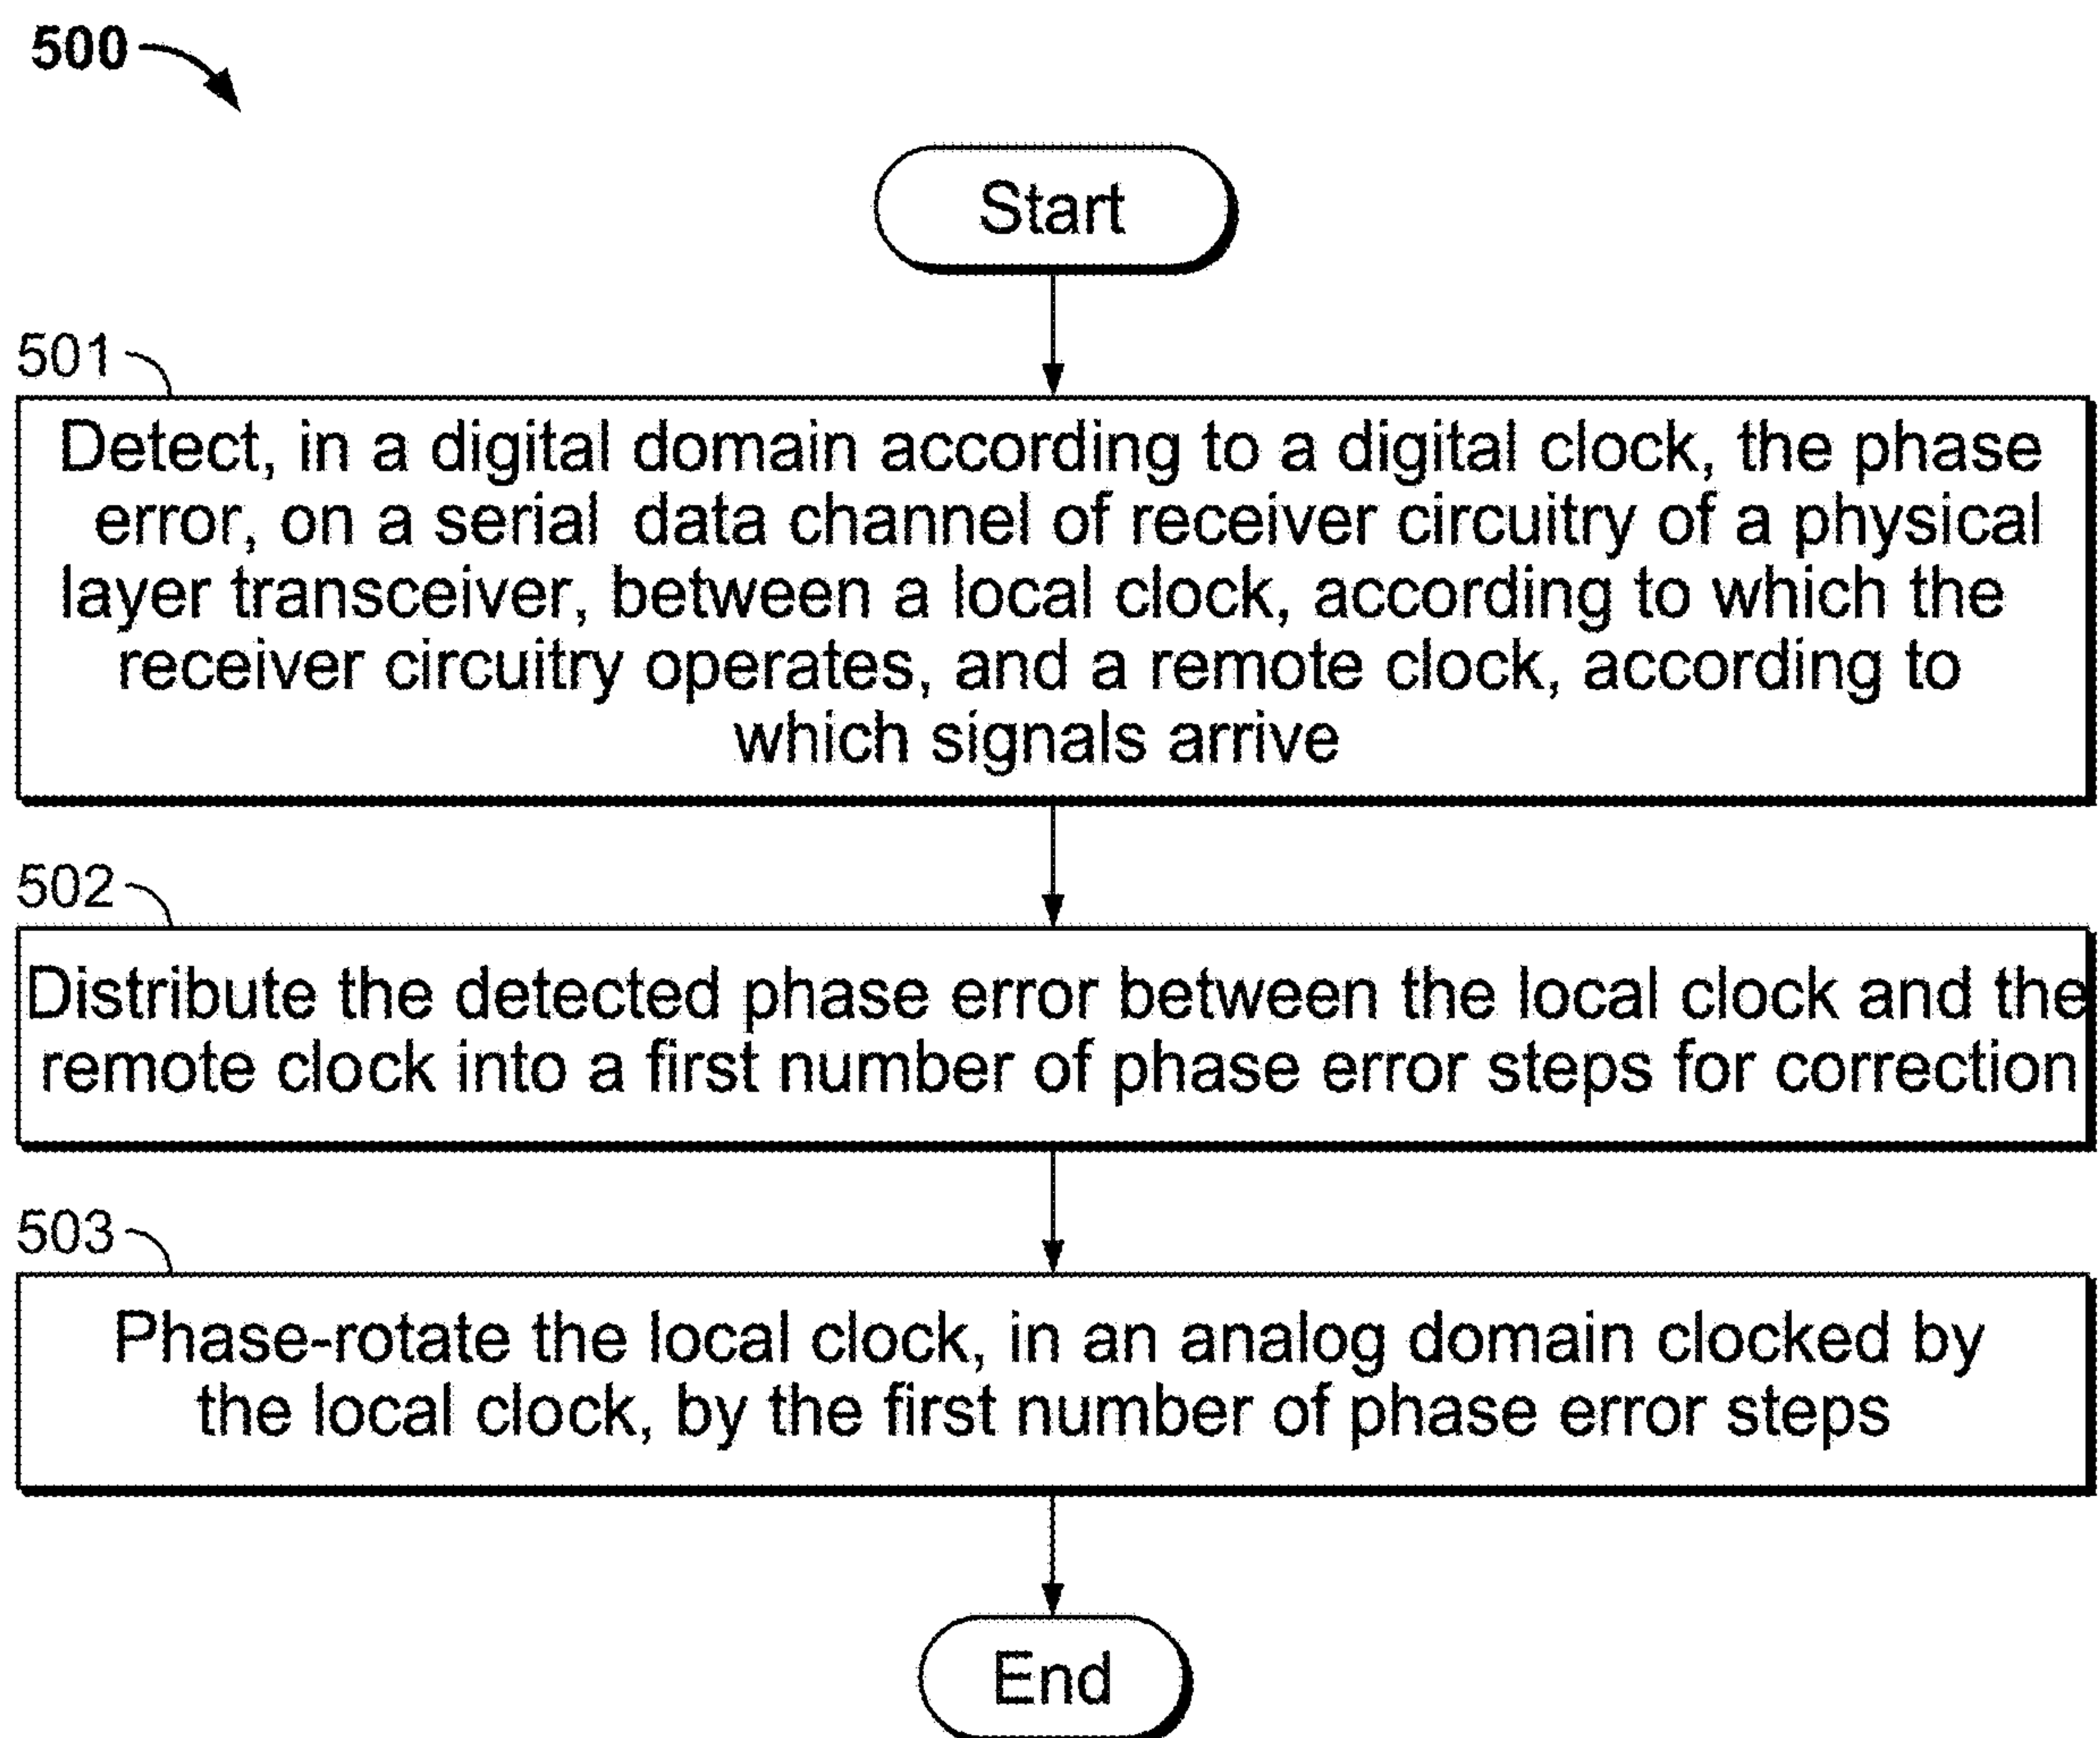 500
Start
501
Detect, in a digital domain according to a digital clock, the phase
error, on a serial data channel of receiver circuitry of a physical
layer transceiver, between a local clock, according to which the
receiver circuitry operates, and a remote clock, according to
which signals arrive
502
Distribute the detected phase error between the local clock and the
remote clock into a first number of phase error steps for correction
503
Phase-rotate the local clock, in an analog domain clocked by
the local clock, by the first number of phase error steps
End